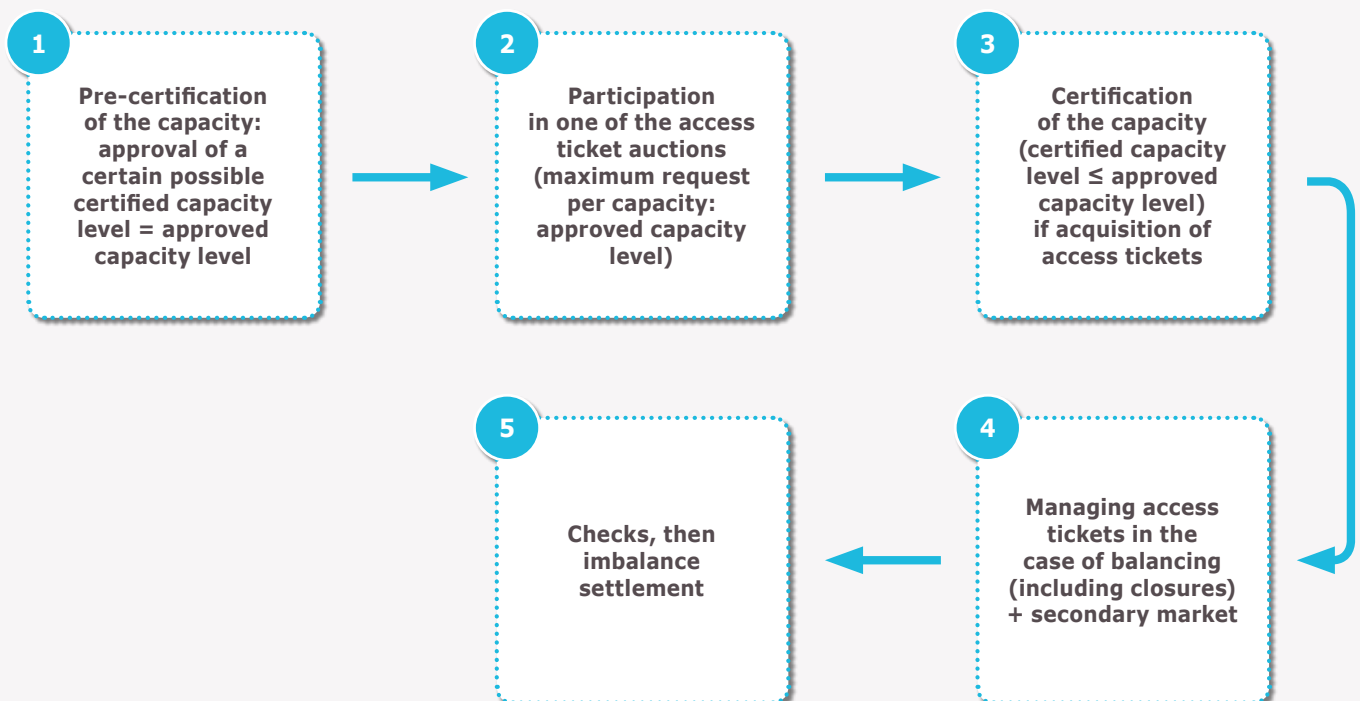 1
Pre-certification
of the capacity:
approval of a
certain possible
certified capacity
level = approved
capacity level
2
Participation
in one of the access
ticket auctions
(maximum request
per capacity:
approved capacity
level)
3
Certification
of the capacity
(certified capacity
level ≤ approved
capacity level)
if acquisition of
access tickets
4
Managing access
tickets in the
case of balancing
(including closures)
+ secondary market
5
Checks, then
imbalance
settlement